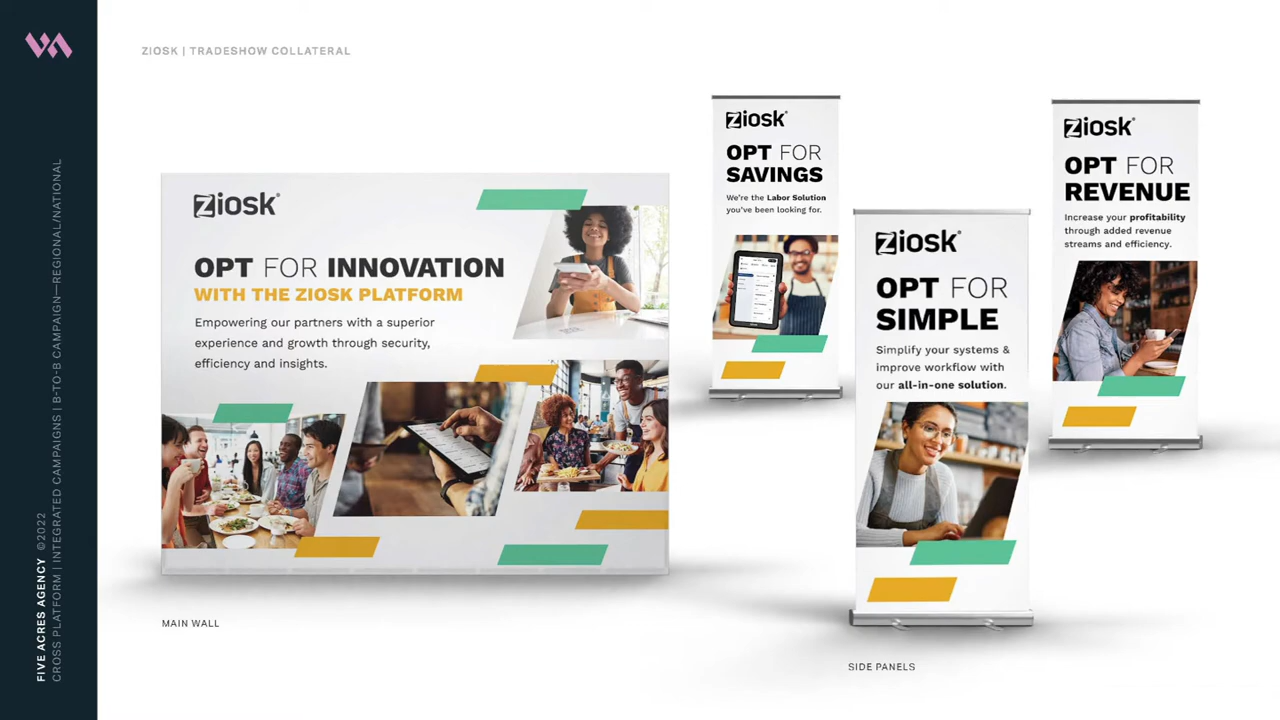 ZIOSK | TRADESHOW COLLATERAL
FIVE ACRES AGENCY ©2022
CROSS PLATFORM | INTEGRATED CAMPAIGNS | B-TO-B CAMPAIGN—REGIONAL/NATIONAL
Ziosk®
OPT FOR INNOVATION
WITH THE ZIOSK PLATFORM
Empowering our partners with a superior
experience and growth through security,
efficiency and insights.
MAIN WALL
Ziosk®
OPT FOR
SAVINGS
We're the Labor Solution
you've been looking for.
Ziosk®
OPT FOR
SIMPLE
Simplify your systems &
improve workflow with
our all-in-one solution.
Ziosk®
OPT FOR
REVENUE
Increase your profitability
through added revenue
streams and efficiency.
SIDE PANELS